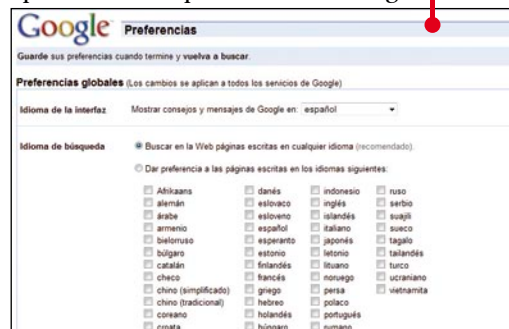 Google Preferencias
Guarde sus preferencias cuando termine y vuelva a buscar.
Preferencias globales (Los cambios se aplican a todos los servicios de Google)
Idioma de la interfaz Mostrar consejos y mensajes de Google en: español
Idioma de búsqueda Buscar en la Web páginas escritas en cualquier idioma (recomendado).
Dar preferencia a las páginas escritas en los idiomas siguientes:
Afrikaans danés indonesio ruso
alemán eslovaco inglés serbio
árabe esloveno islandés suajili
armenio español italiano sueco
bielorruso esperanto japonés tagalo
búlgaro estonio letonio tailandés
catalán finlandés lituano turco
checo francés noruego ucraniano
chino (simplificado) griego persa vietnamita
chino (tradicional) hebreo polaco
coreano holandés portugués
croata húngaro rumano